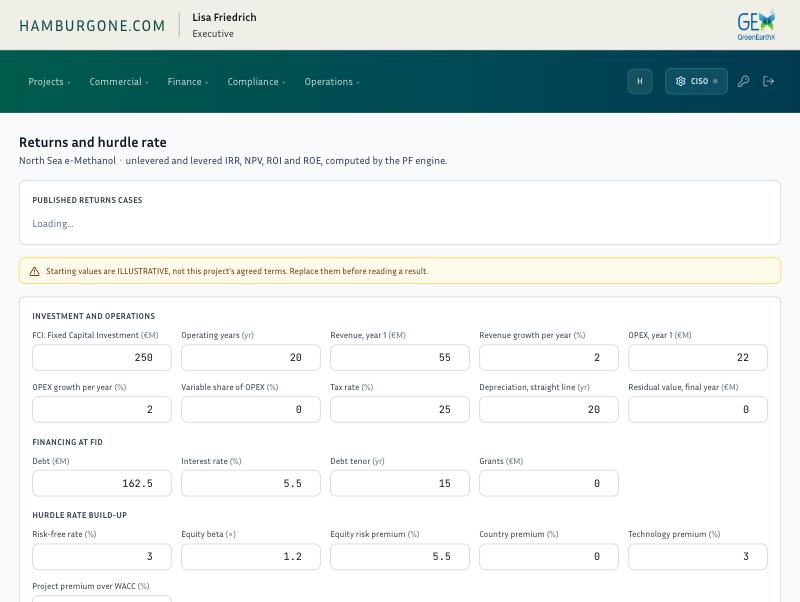 HAMBURGONE.COM
Lisa Friedrich
Executive
GEX
GreenEarthX
Projects
Commercial
Finance
Compliance
Operations
H
CISO
Returns and hurdle rate
North Sea e-Methanol · unlevered and levered IRR, NPV, ROI and ROE, computed by the PF engine.
PUBLISHED RETURNS CASES
Loading...
Starting values are ILLUSTRATIVE, not this project's agreed terms. Replace them before reading a result.
INVESTMENT AND OPERATIONS
FCI: Fixed Capital Investment (€M) Operating years (yr) Revenue, year 1 (€M) Revenue growth per year (%) OPEX, year 1 (€M)
250 20 55 2 22
OPEX growth per year (%) Variable share of OPEX (%) Tax rate (%) Depreciation, straight line (yr) Residual value, final year (€M)
2 0 25 20 0
FINANCING AT FID
Debt (€M) Interest rate (%) Debt tenor (yr) Grants (€M)
162.5 5.5 15 0
HURDLE RATE BUILD-UP
Risk-free rate (%) Equity beta (×) Equity risk premium (%) Country premium (%) Technology premium (%)
3 1.2 5.5 0 3
Project premium over WACC (%)